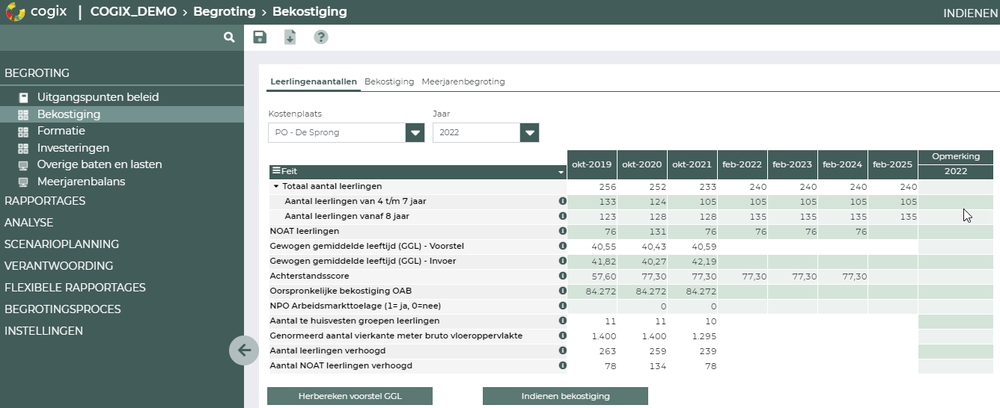 cogix | COGIX_DEMO › Begroting › Bekostiging INDIENEN
BEGROTING
Uitgangspunten beleid
Bekostiging
Formatie
Investeringen
Overige baten en lasten
Meerjarenbalans
RAPPORTAGES
ANALYSE
SCENARIOPLANNING
VERANTWOORDING
FLEXIBELE RAPPORTAGES
BEGROTINGSPROCES
INSTELLINGEN
Leerlingenaantallen Bekostiging Meerjarenbegroting
Kostenplaats Jaar
PO - De Sprong 2022
Feit okt-2019 okt-2020 okt-2021 feb-2022 feb-2023 feb-2024 feb-2025 Opmerking
2022
Totaal aantal leerlingen 256 252 233 240 240 240 240
Aantal leerlingen van 4 t/m 7 jaar 133 124 105 105 105 105 105
Aantal leerlingen vanaf 8 jaar 123 128 128 135 135 135 135
NOAT leerlingen 76 131 76 76 76 76
Gewogen gemiddelde leeftijd (GGL) - Voorstel 40,55 40,43 40,59
Gewogen gemiddelde leeftijd (GGL) - Invoer 41,82 40,27 42,19
Achterstandsscore 57,60 77,30 77,30 77,30 77,30 77,30
Oorspronkelijke bekostiging OAB 84.272 84.272 84.272
NPO Arbeidsmarkttoelage (1= ja, 0=nee) 0 0
Aantal te huisvesten groepen leerlingen 11 11 10
Genormeerd aantal vierkante meter bruto vloeroppervlakte 1.400 1.400 1.295
Aantal leerlingen verhoogd 263 259 239
Aantal NOAT leerlingen verhoogd 78 134 78
Herbereken voorstel GGL Indienen bekostiging